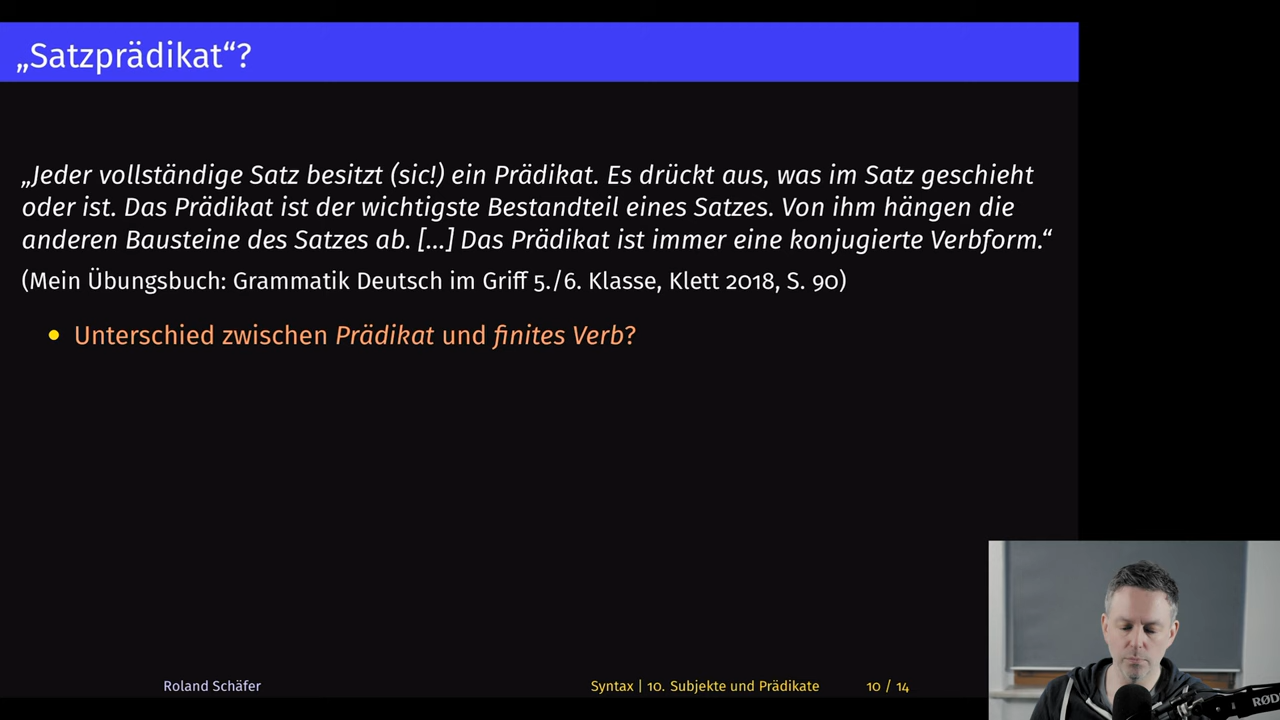 „Satzprädikat“?
„Jeder vollständige Satz besitzt (sic!) ein Prädikat. Es drückt aus, was im Satz geschieht
oder ist. Das Prädikat ist der wichtigste Bestandteil eines Satzes. Von ihm hängen die
anderen Bausteine des Satzes ab. [...] Das Prädikat ist immer eine konjugierte Verbform.“
(Mein Übungsbuch: Grammatik Deutsch im Griff 5./6. Klasse, Klett 2018, S. 90)
• Unterschied zwischen Prädikat und finites Verb?
Roland Schäfer
Syntax | 10. Subjekte und Prädikate
10 / 14